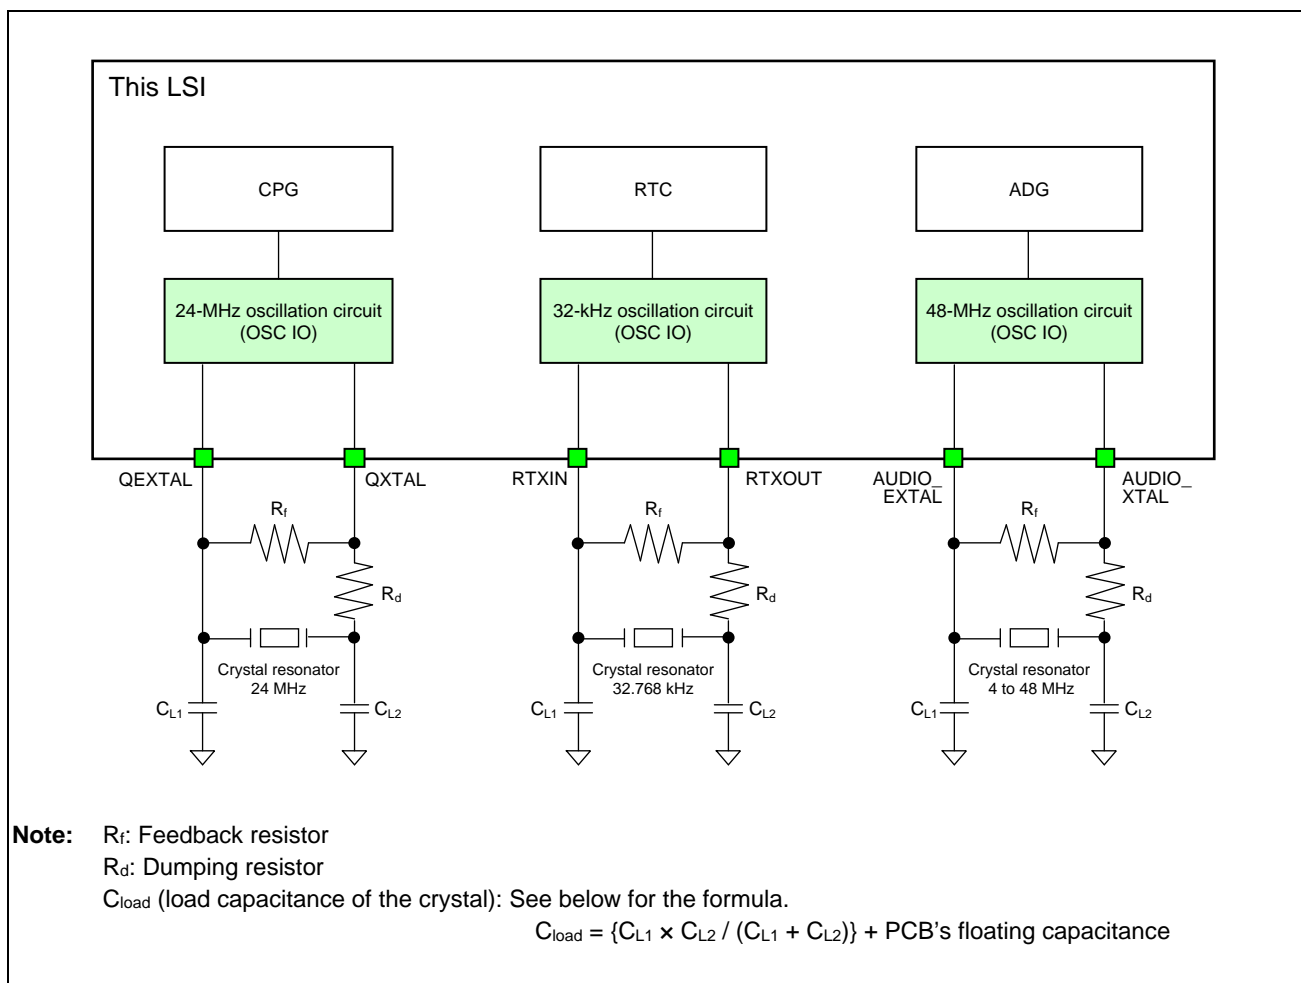 This LSI
CPG
RTC
ADG
24-MHz oscillation circuit
(OSC IO)
32-kHz oscillation circuit
(OSC IO)
48-MHz oscillation circuit
(OSC IO)
QEXTAL
QXTAL
RTXIN
RTXOUT
AUDIO_
EXTAL
AUDIO_
XTAL
Rf
Rf
Rf
Rd
Rd
Rd
Crystal resonator
24 MHz
Crystal resonator
32.768 kHz
Crystal resonator
4 to 48 MHz
CL1
CL2
CL1
CL2
CL1
CL2
Note: Rf: Feedback resistor
Rd: Dumping resistor
Cload (load capacitance of the crystal): See below for the formula.
Cload = {CL1 × CL2 / (CL1 + CL2)} + PCB's floating capacitance